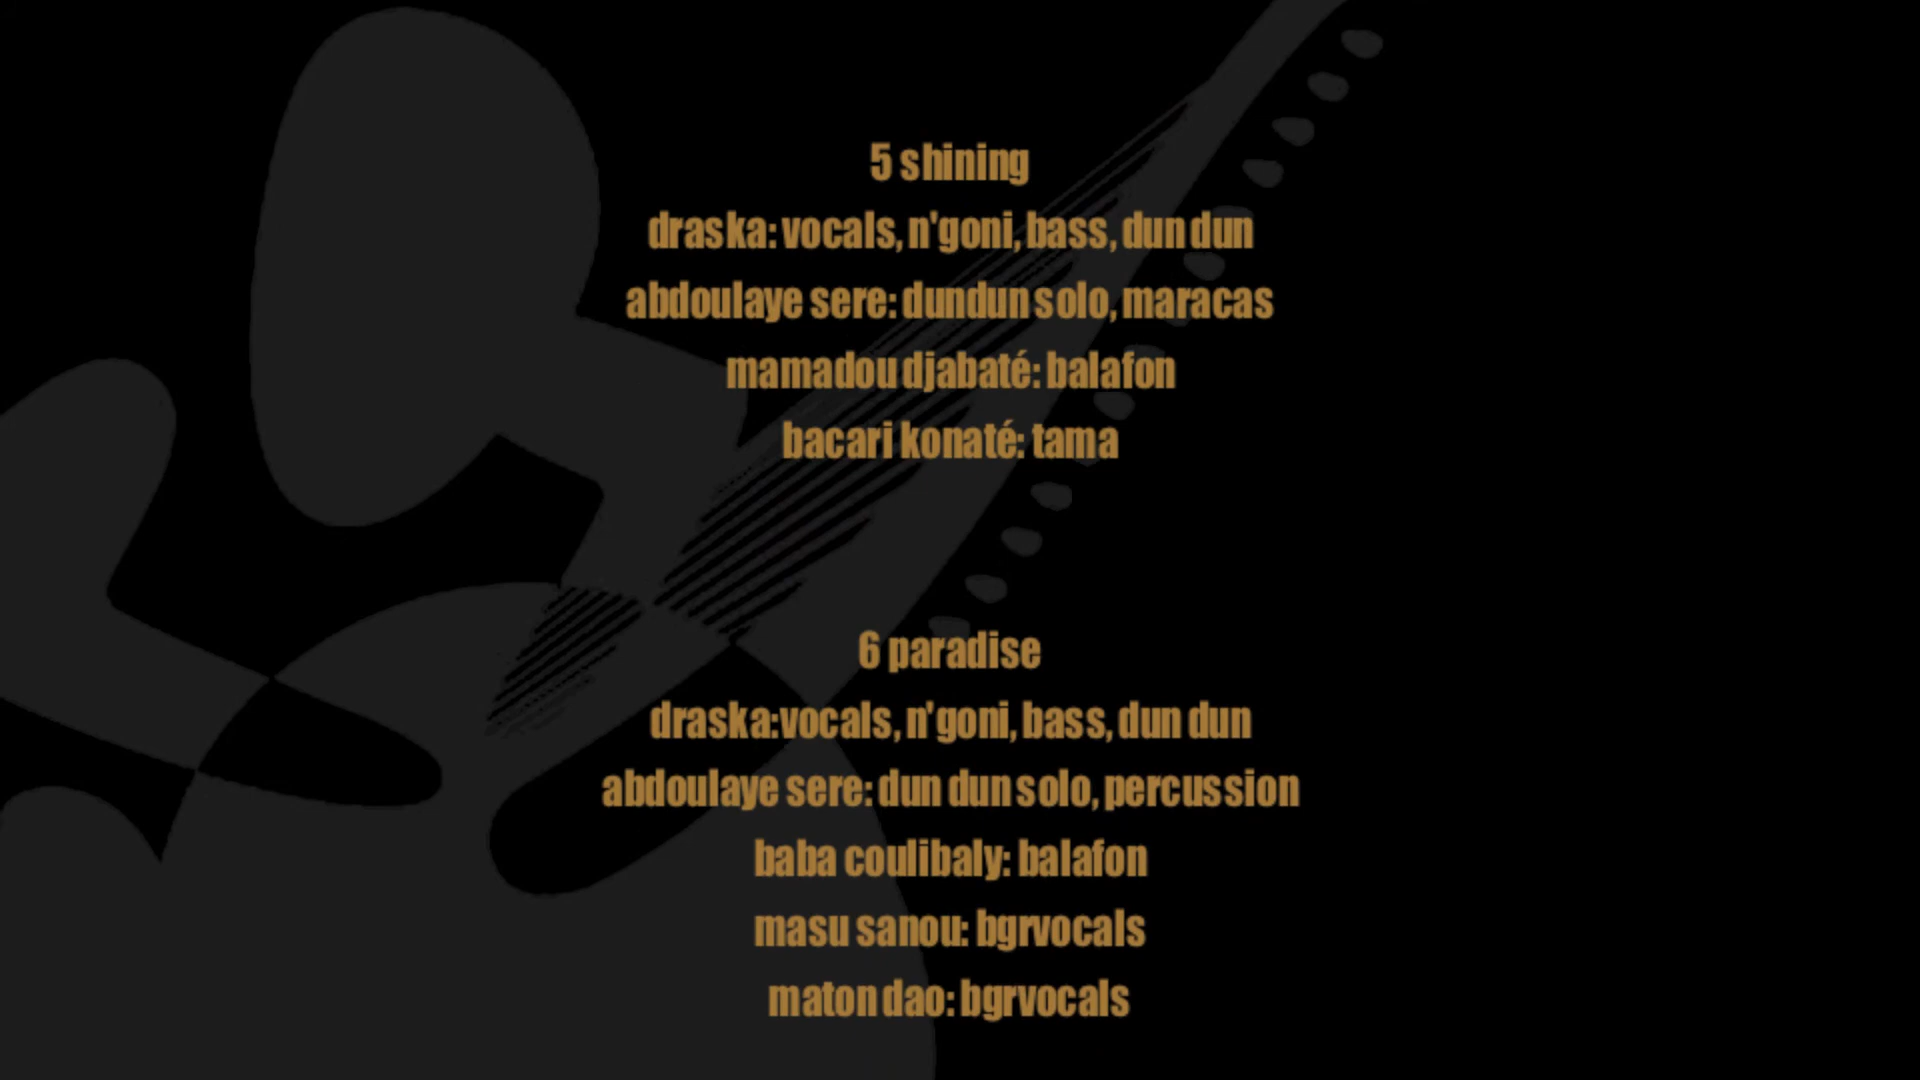 5 shining
draska: vocals, n'goni, bass, dun dun
abdoulaye sere: dundun solo, maracas
mamadou djabaté: balafon
bacari konaté: tama
6 paradise
draska:vocals, n'goni, bass, dun dun
abdoulaye sere: dun dun solo, percussion
baba coulibaly: balafon
masu sanou: bgrvocals
maton dao: bgrvocals